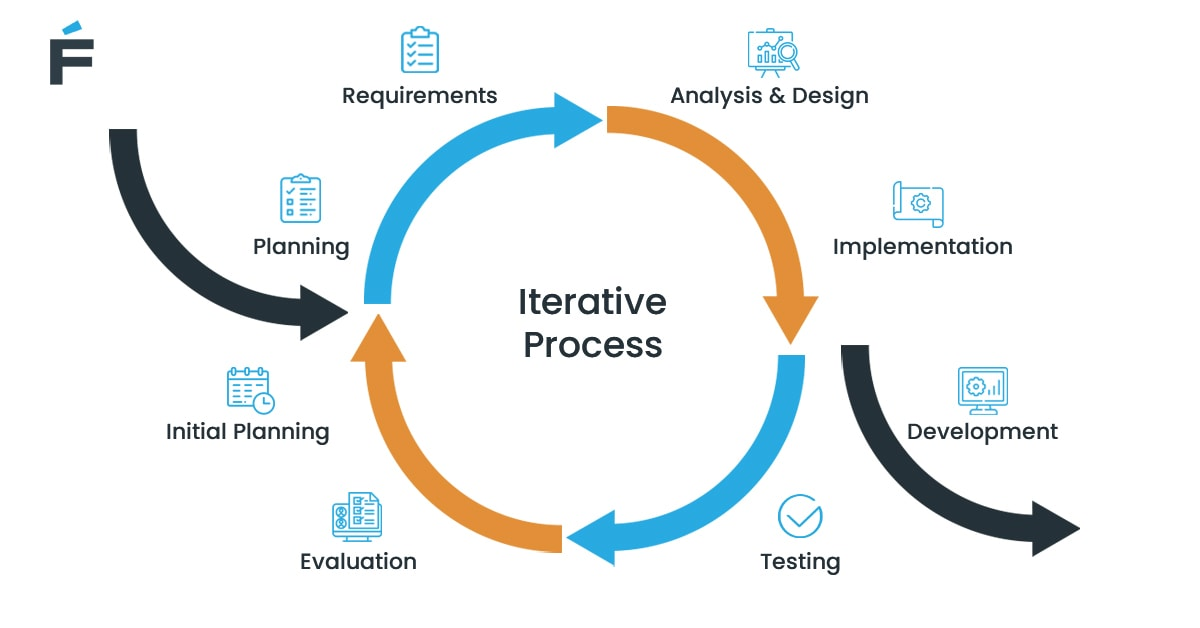 F
Requirements
Analysis & Design
Planning
Implementation
Iterative
Process
Initial Planning
Development
Evaluation
Testing